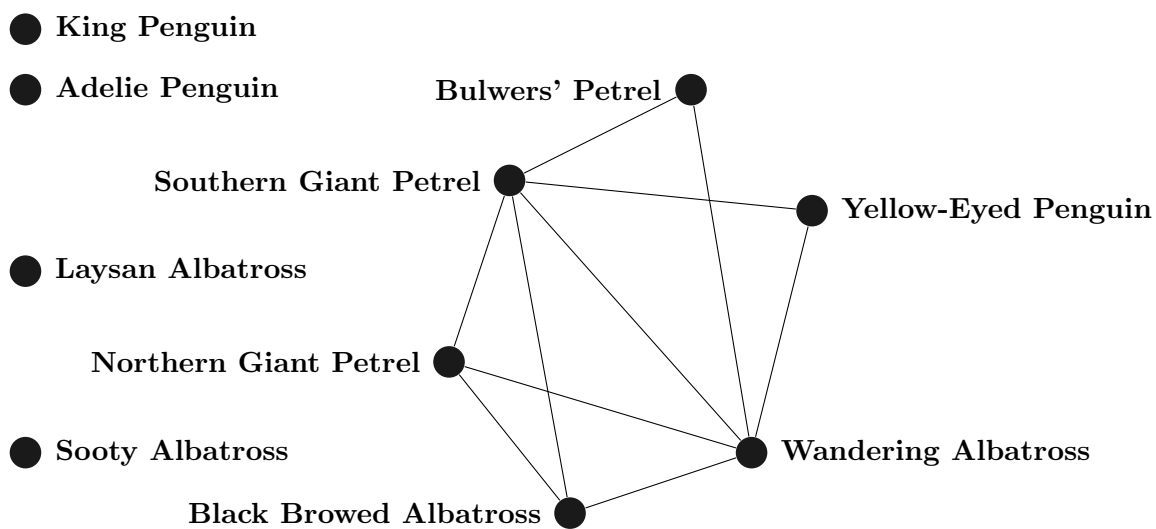 King Penguin
Adelie Penguin
Bulwers' Petrel
Southern Giant Petrel
Yellow-Eyed Penguin
Laysan Albatross
Northern Giant Petrel
Sooty Albatross
Wandering Albatross
Black Browed Albatross